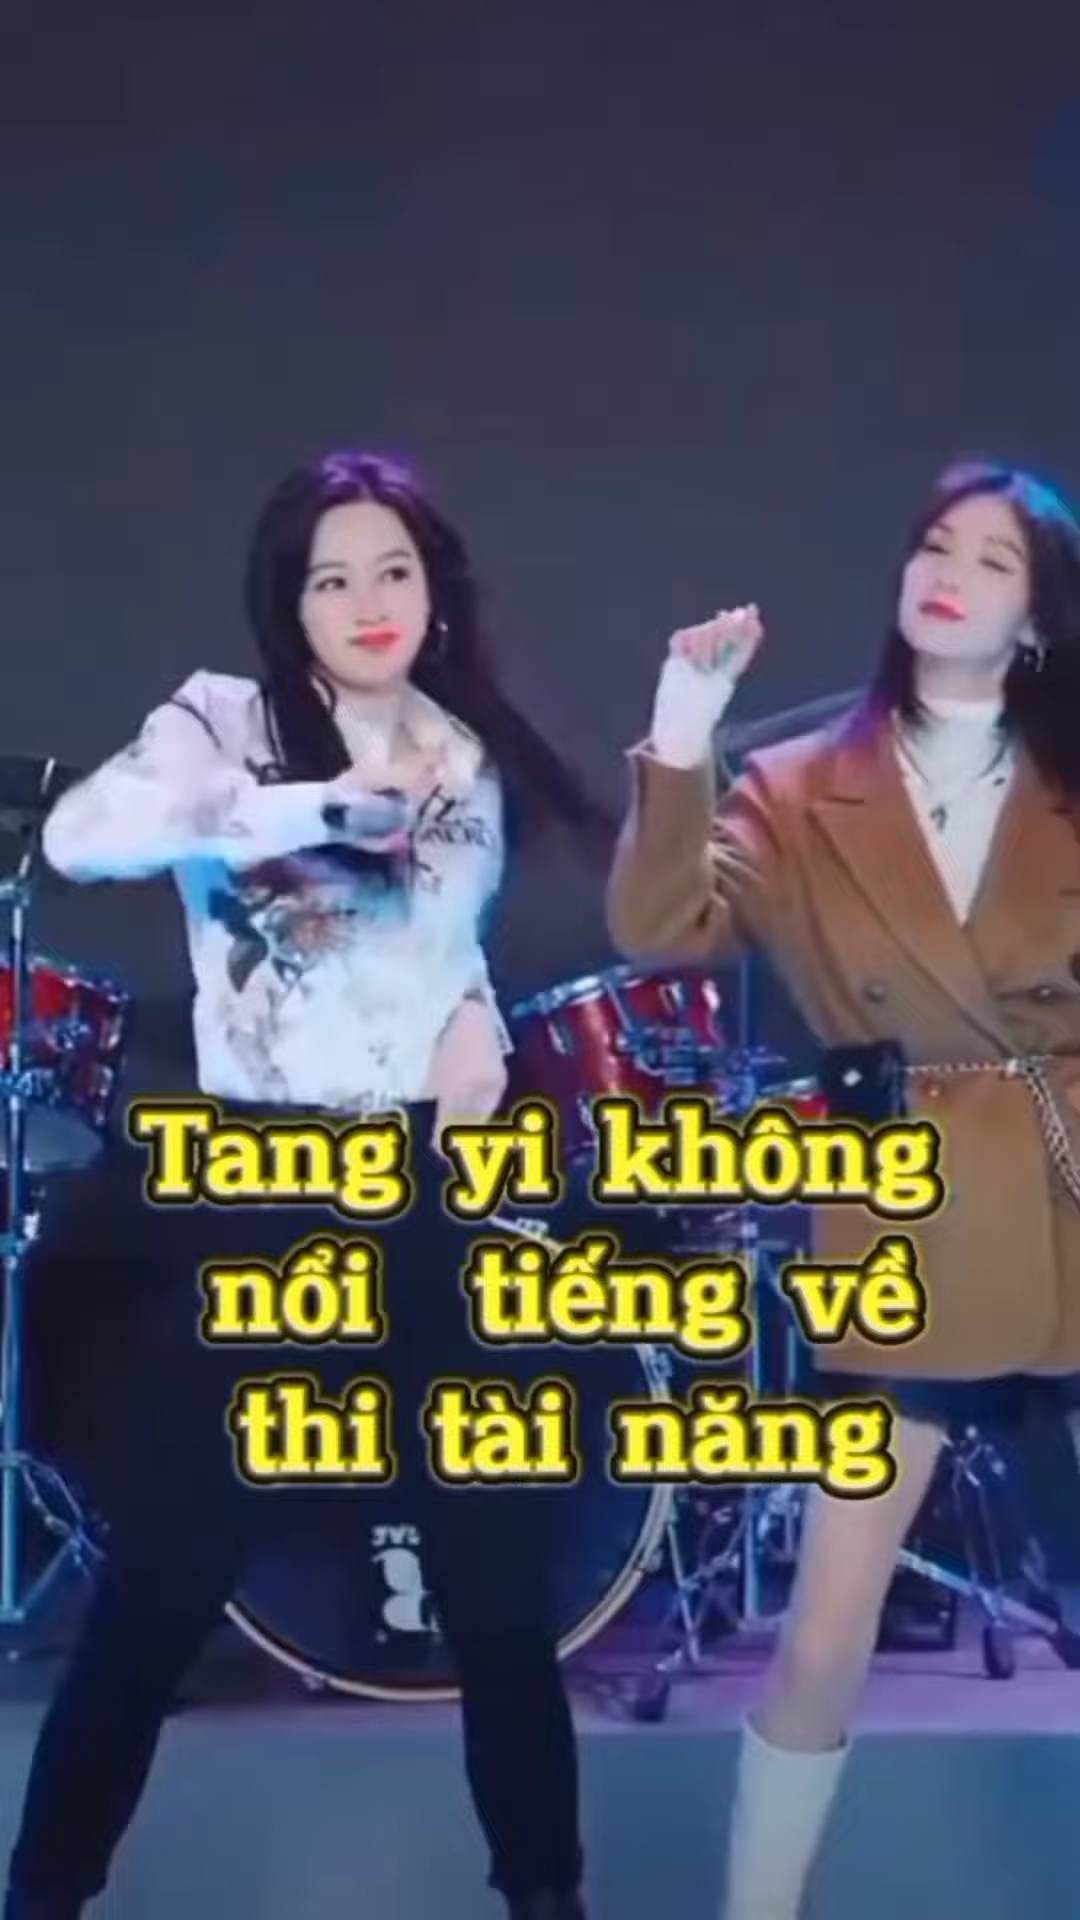 Tang yi không
nổi tiếng về
thi tài năng